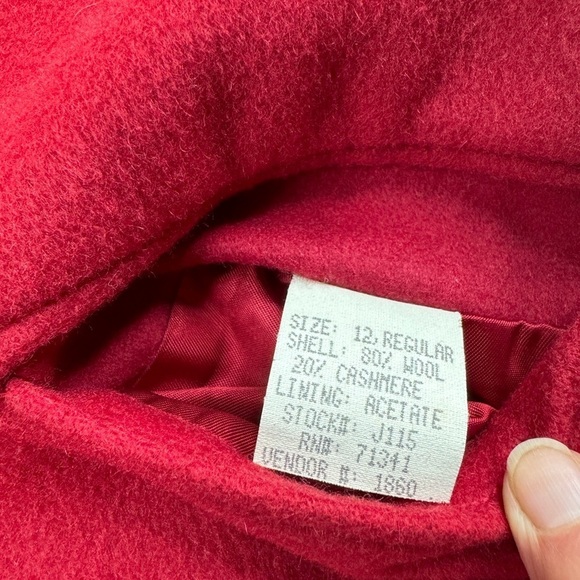 SIZE: 12, REGULAR
SHELL: 80% WOOL
20% CASHMERE
LINING: ACETATE
STOCK#: J115
RN#: 71341
VENDOR #: 1860